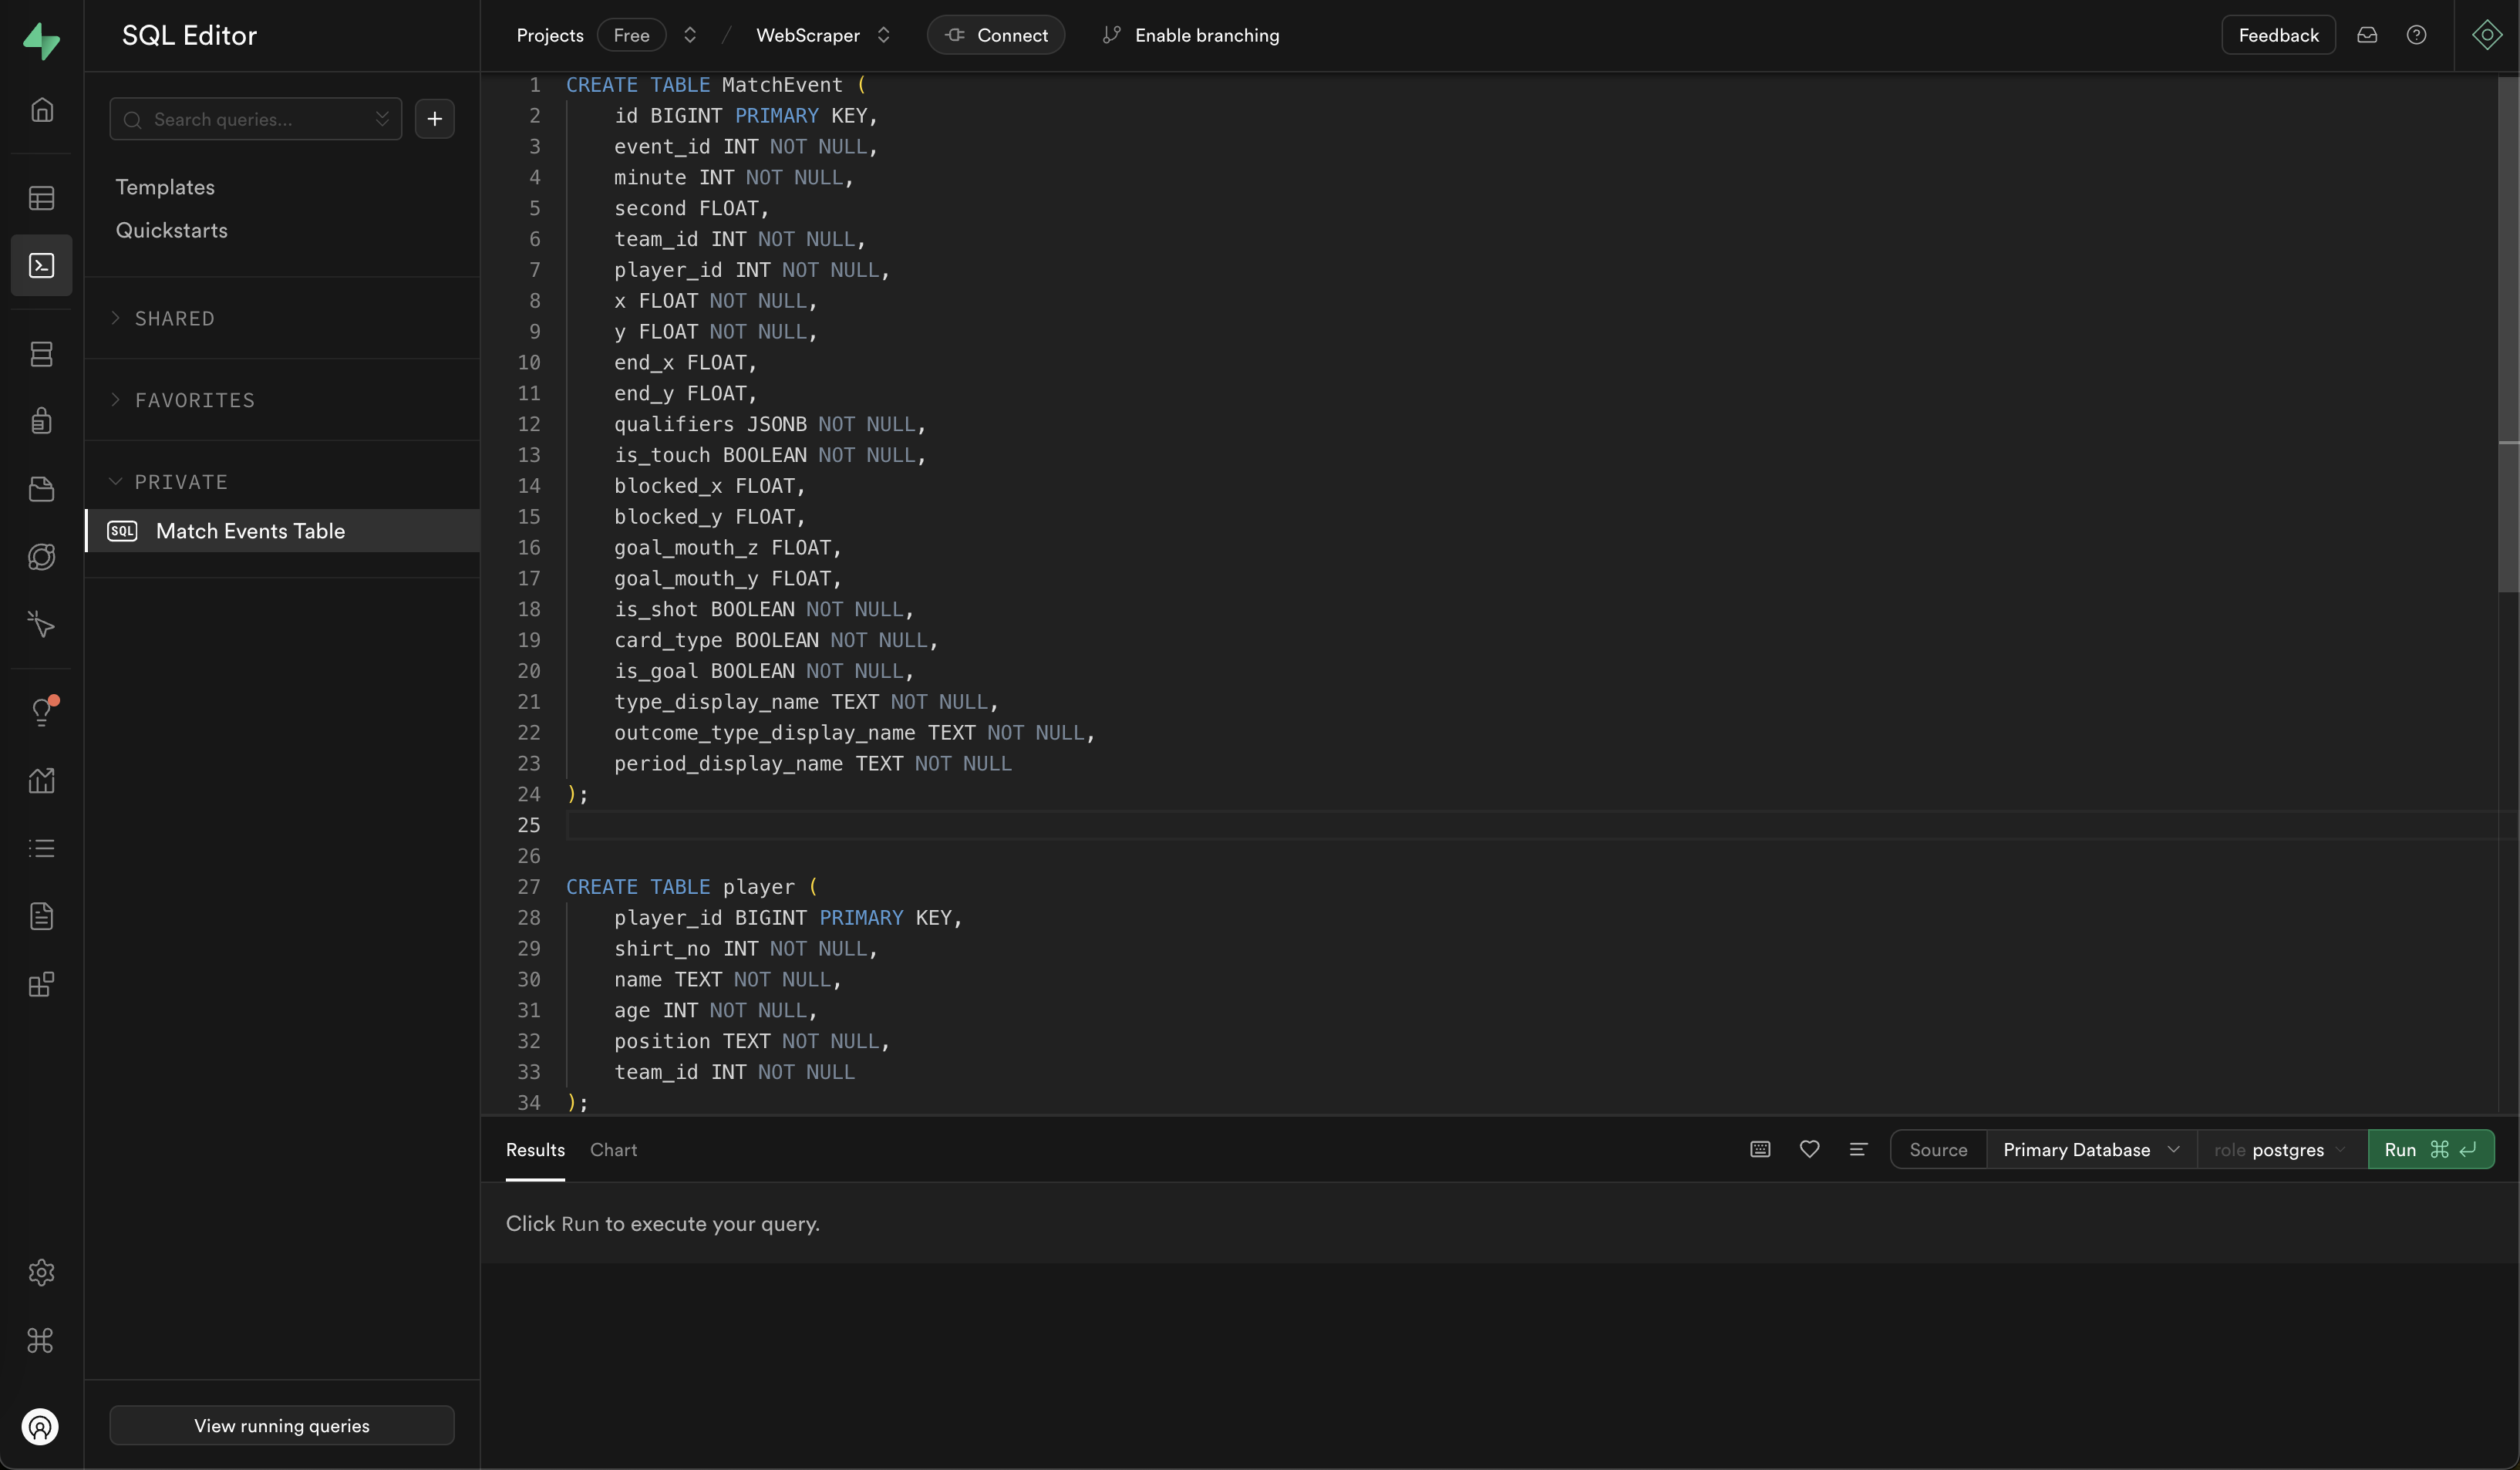 SQL Editor
Projects Free / WebScraper Connect Enable branching Feedback
Search queries...
Templates
Quickstarts
SHARED
FAVORITES
PRIVATE
SQL Match Events Table
View running queries
1 CREATE TABLE MatchEvent (
2 id BIGINT PRIMARY KEY,
3 event_id INT NOT NULL,
4 minute INT NOT NULL,
5 second FLOAT,
6 team_id INT NOT NULL,
7 player_id INT NOT NULL,
8 x FLOAT NOT NULL,
9 y FLOAT NOT NULL,
10 end_x FLOAT,
11 end_y FLOAT,
12 qualifiers JSONB NOT NULL,
13 is_touch BOOLEAN NOT NULL,
14 blocked_x FLOAT,
15 blocked_y FLOAT,
16 goal_mouth_z FLOAT,
17 goal_mouth_y FLOAT,
18 is_shot BOOLEAN NOT NULL,
19 card_type BOOLEAN NOT NULL,
20 is_goal BOOLEAN NOT NULL,
21 type_display_name TEXT NOT NULL,
22 outcome_type_display_name TEXT NOT NULL,
23 period_display_name TEXT NOT NULL
24 );
25
26
27 CREATE TABLE player (
28 player_id BIGINT PRIMARY KEY,
29 shirt_no INT NOT NULL,
30 name TEXT NOT NULL,
31 age INT NOT NULL,
32 position TEXT NOT NULL,
33 team_id INT NOT NULL
34 );
Results Chart Source Primary Database role postgres Run ⌘ ↵
Click Run to execute your query.